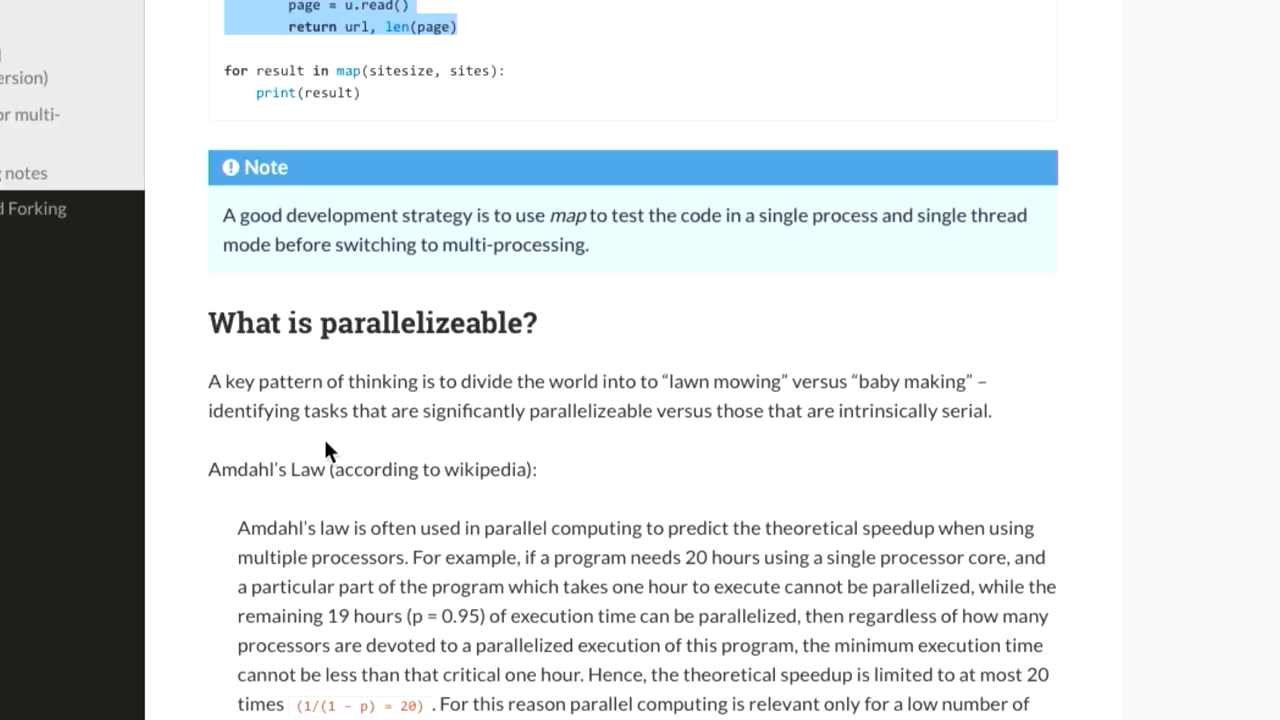 page = u.read()
return url, len(page)
ersion)
for result in map(sitesize, sites):
print(result)
or multi-
Note
notes
d Forking
A good development strategy is to use map to test the code in a single process and single thread
mode before switching to multi-processing.
What is parallelizeable?
A key pattern of thinking is to divide the world into to “lawn mowing” versus “baby making” –
identifying tasks that are significantly parallelizeable versus those that are intrinsically serial.
Amdahl’s Law (according to wikipedia):
Amdahl’s law is often used in parallel computing to predict the theoretical speedup when using
multiple processors. For example, if a program needs 20 hours using a single processor core, and
a particular part of the program which takes one hour to execute cannot be parallelized, while the
remaining 19 hours (p = 0.95) of execution time can be parallelized, then regardless of how many
processors are devoted to a parallelized execution of this program, the minimum execution time
cannot be less than that critical one hour. Hence, the theoretical speedup is limited to at most 20
times (1/(1 − p) = 20) . For this reason parallel computing is relevant only for a low number of